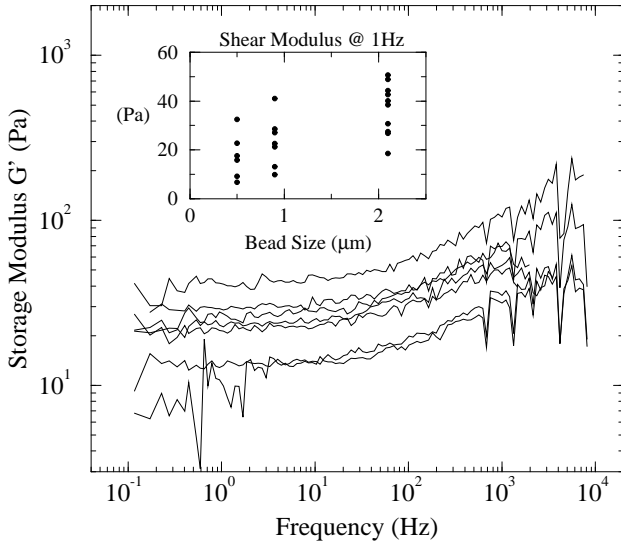 Shear Modulus @ 1Hz
60
40
20
0
(Pa)
0 1 2
Bead Size (μm)
10³
10²
10¹
Storage Modulus G' (Pa)
10⁻¹ 10⁰ 10¹ 10² 10³ 10⁴
Frequency (Hz)